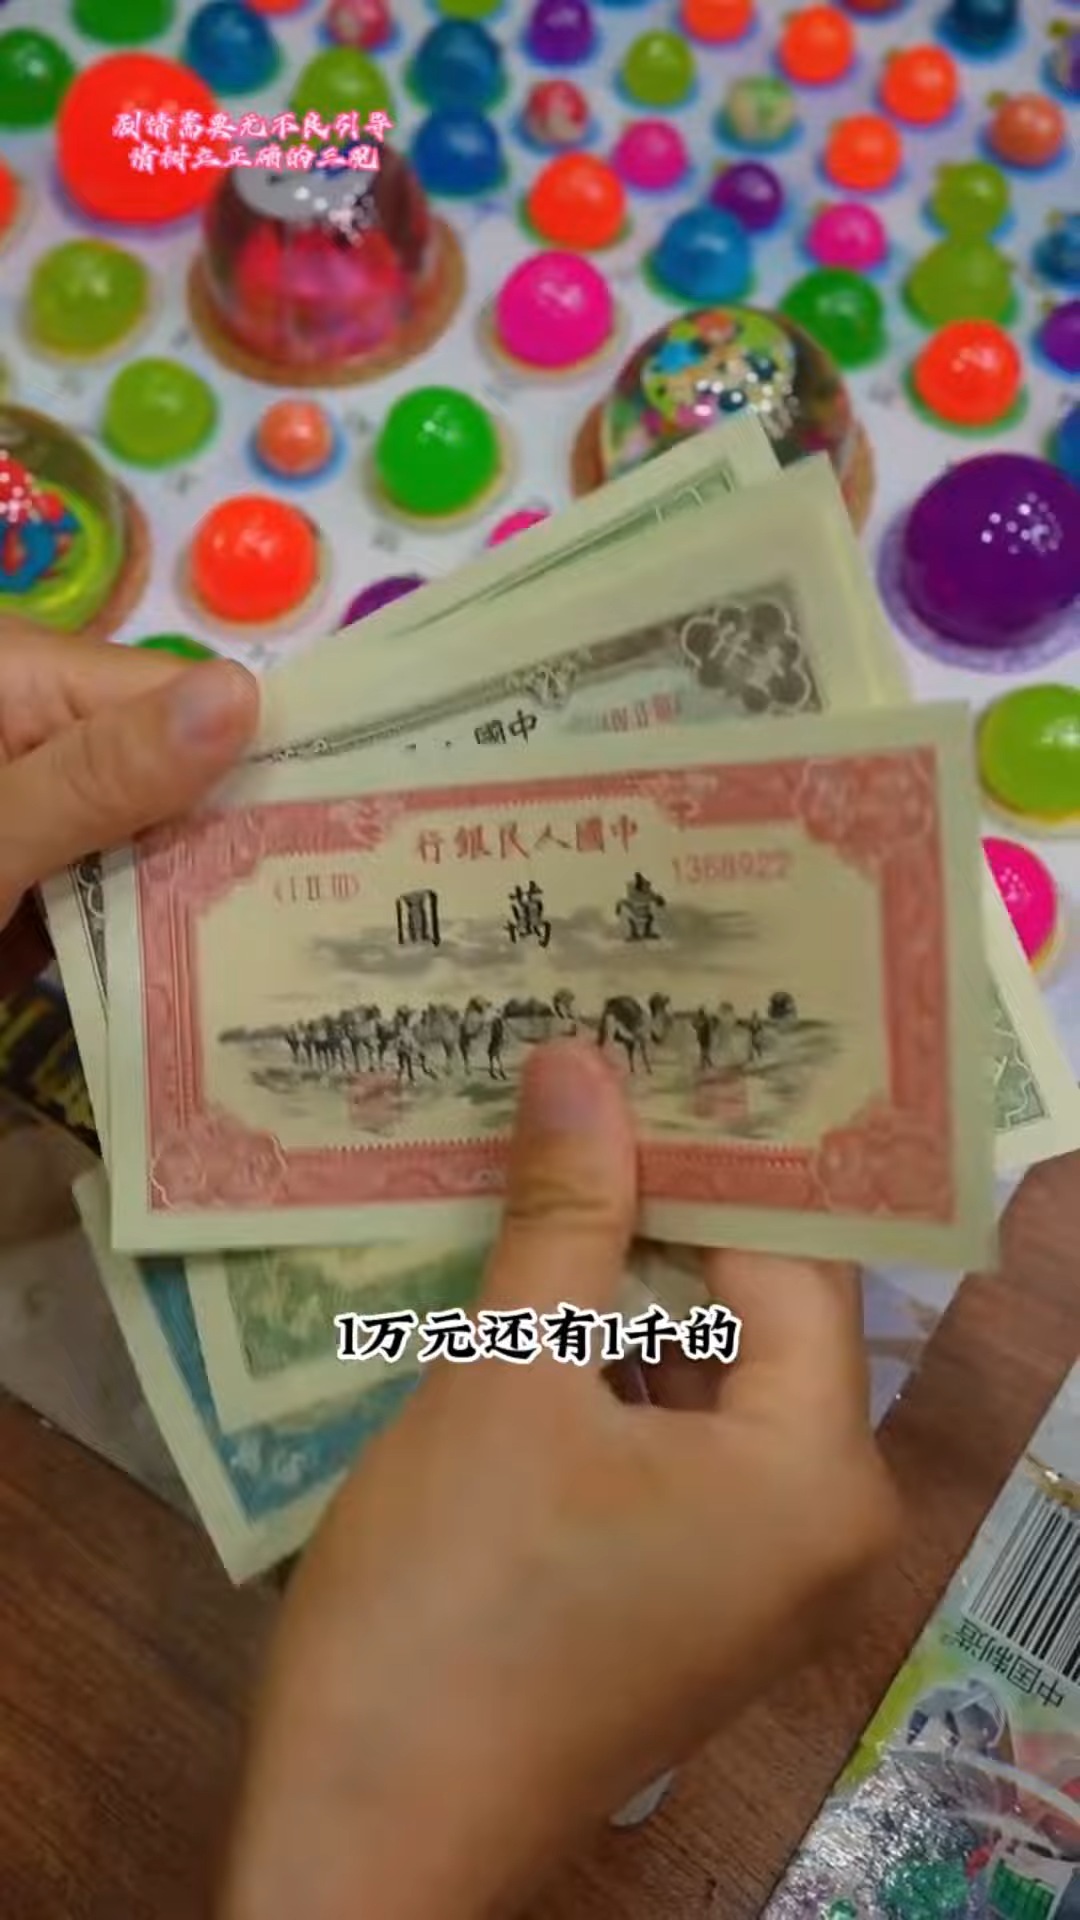 剧情需要无不良引导
请树立正确的三观
國中
行銀民人國中
(I II III)
1368922
圓萬壹
1万元还有1千的
中国制造